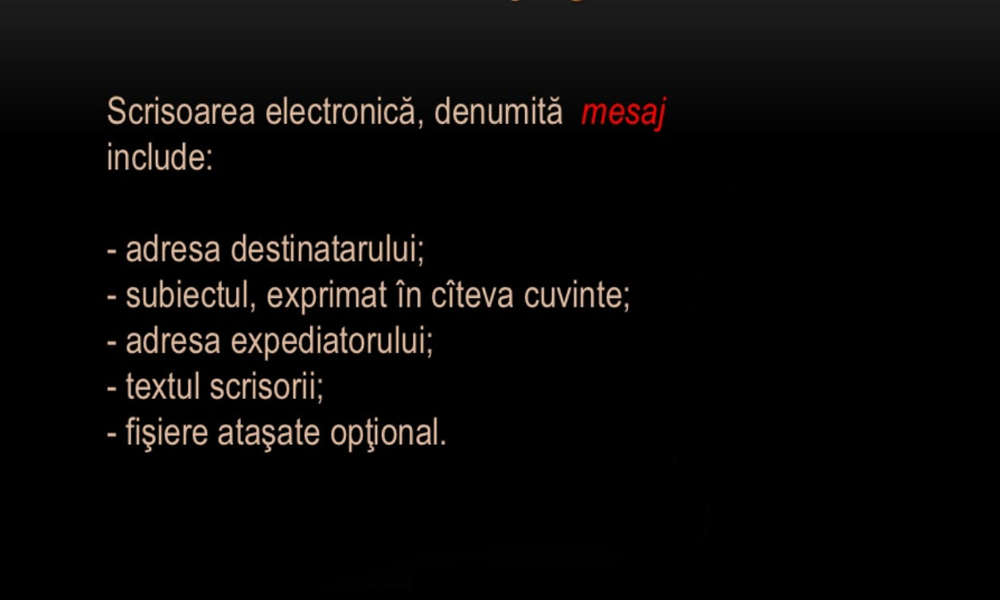 Scrisoarea electronică, denumită mesaj
include:
- adresa destinatarului;
- subiectul, exprimat în cîteva cuvinte;
- adresa expediatorului;
- textul scrisorii;
- fişiere ataşate opţional.